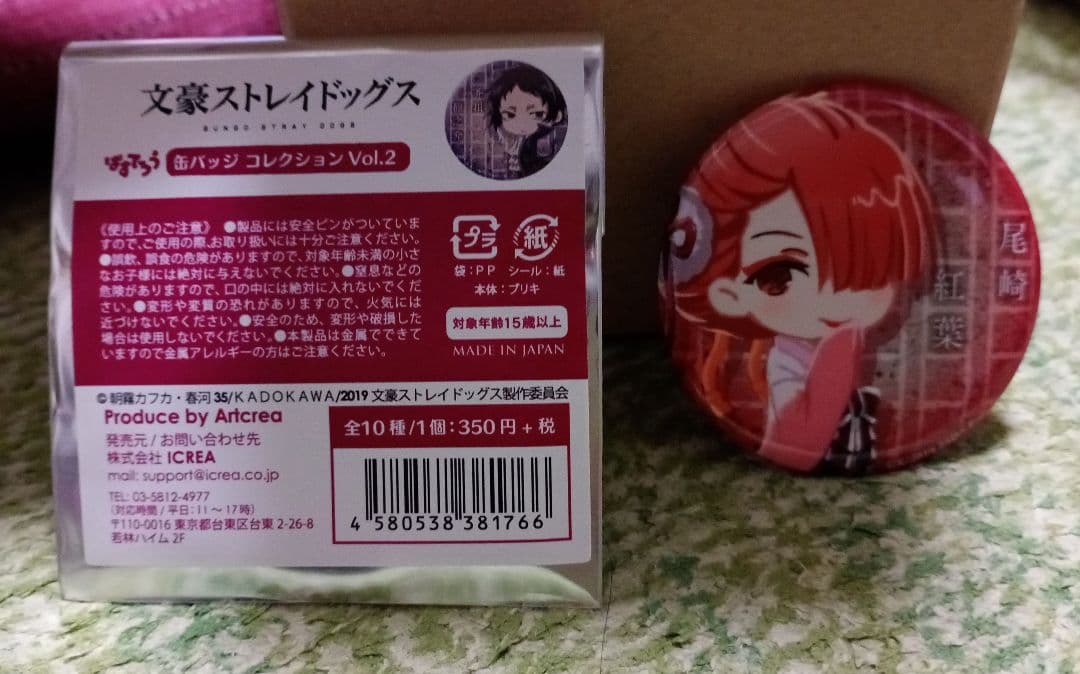 文豪ストレイドッグス
BUNGO STRAY DOGS
ぱすてろう 缶バッジ コレクション Vol.2
《使用上のご注意》 ●製品には安全ピンがついていま
すので、ご使用の際、お取り扱いには十分ご注意ください。
●誤飲、誤食の危険がありますので、対象年齢未満の小さ
なお子様には絶対に与えないでください。●窒息などの
危険がありますので、口の中には絶対に入れないでくだ
さい。●変形や変質の恐れがありますので、火気には
近づけないでください。●安全のため、変形や破損した
場合は使用しないでください。●本製品は金属でできて
いますので金属アレルギーの方はご注意ください。
プラ 紙
袋:PP シール:紙
本体:ブリキ
対象年齢15歳以上
MADE IN JAPAN
©朝霧カフカ・春河35/KADOKAWA/2019 文豪ストレイドッグス製作委員会
Produce by Artcrea
発売元/お問い合わせ先
株式会社 ICREA
mail: support@icrea.co.jp
TEL: 03-5812-4977
(対応時間/平日:11~17時)
〒110-0016 東京都台東区台東 2-26-8
若林ハイム 2F
全10種/1個:350円+税
4 580538 381766
尾崎
紅葉